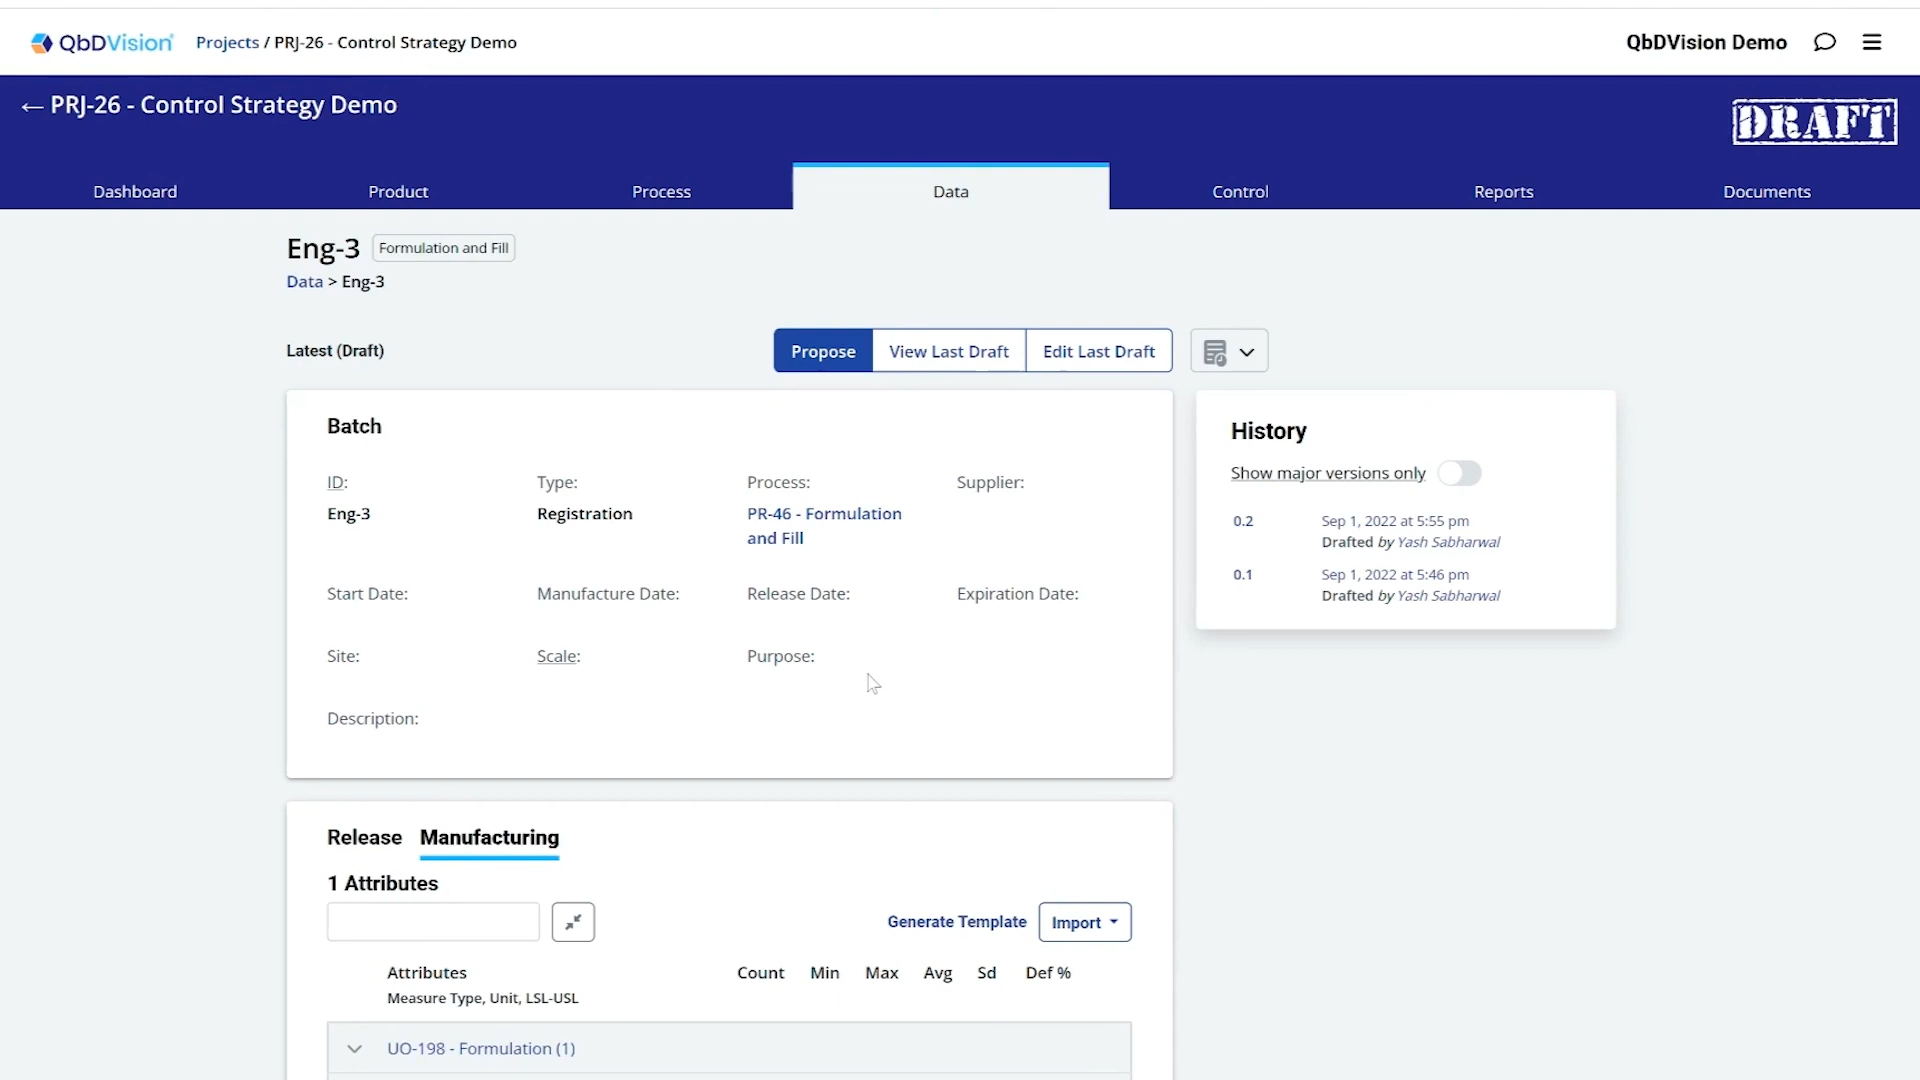 QbDVision Projects / PRJ-26 - Control Strategy Demo QbDVision Demo
← PRJ-26 - Control Strategy Demo
DRAFT
Dashboard Product Process Data Control Reports Documents
Eng-3 Formulation and Fill
Data > Eng-3
Latest (Draft) Propose View Last Draft Edit Last Draft
Batch
ID: Type: Process: Supplier:
Eng-3 Registration PR-46 - Formulation
and Fill
Start Date: Manufacture Date: Release Date: Expiration Date:
Site: Scale: Purpose:
Description:
History
Show major versions only
0.2 Sep 1, 2022 at 5:55 pm
Drafted by Yash Sabharwal
0.1 Sep 1, 2022 at 5:46 pm
Drafted by Yash Sabharwal
Release Manufacturing
1 Attributes
Generate Template Import
Attributes Count Min Max Avg Sd Def %
Measure Type, Unit, LSL-USL
UO-198 - Formulation (1)